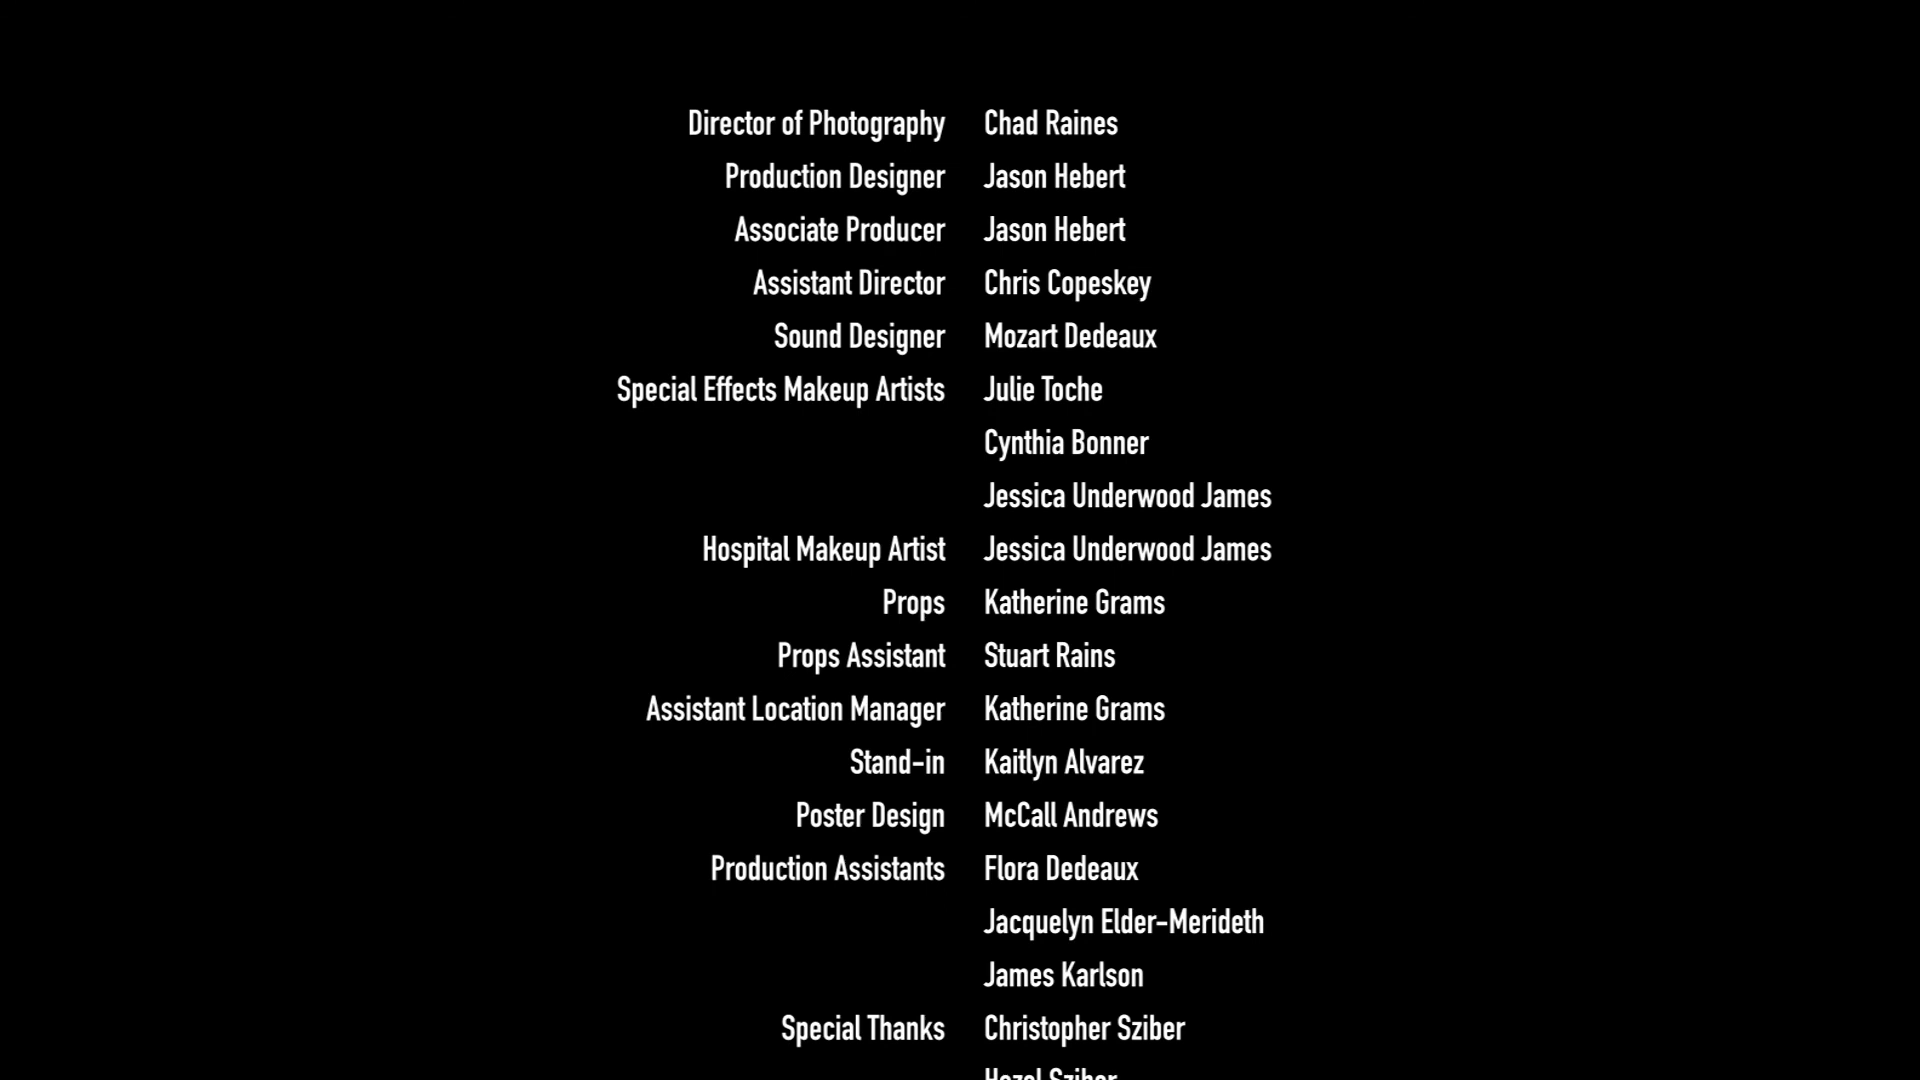 Director of Photography Chad Raines
Production Designer Jason Hebert
Associate Producer Jason Hebert
Assistant Director Chris Copeskey
Sound Designer Mozart Dedeaux
Special Effects Makeup Artists Julie Toche
Cynthia Bonner
Jessica Underwood James
Hospital Makeup Artist Jessica Underwood James
Props Katherine Grams
Props Assistant Stuart Rains
Assistant Location Manager Katherine Grams
Stand-in Kaitlyn Alvarez
Poster Design McCall Andrews
Production Assistants Flora Dedeaux
Jacquelyn Elder-Merideth
James Karlson
Special Thanks Christopher Sziber
Hazel Sziber